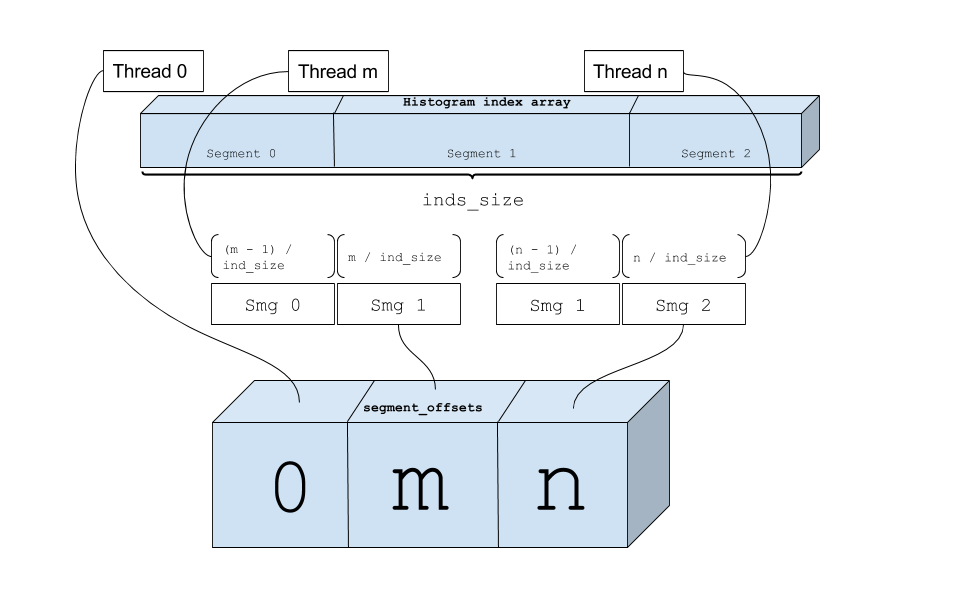 Thread 0
Thread m
Thread n
Histogram index array
Segment 0
Segment 1
Segment 2
inds_size
(m - 1) /
ind_size
m / ind_size
(n - 1) /
ind_size
n / ind_size
Smg 0
Smg 1
Smg 1
Smg 2
segment_offsets
0
m
n